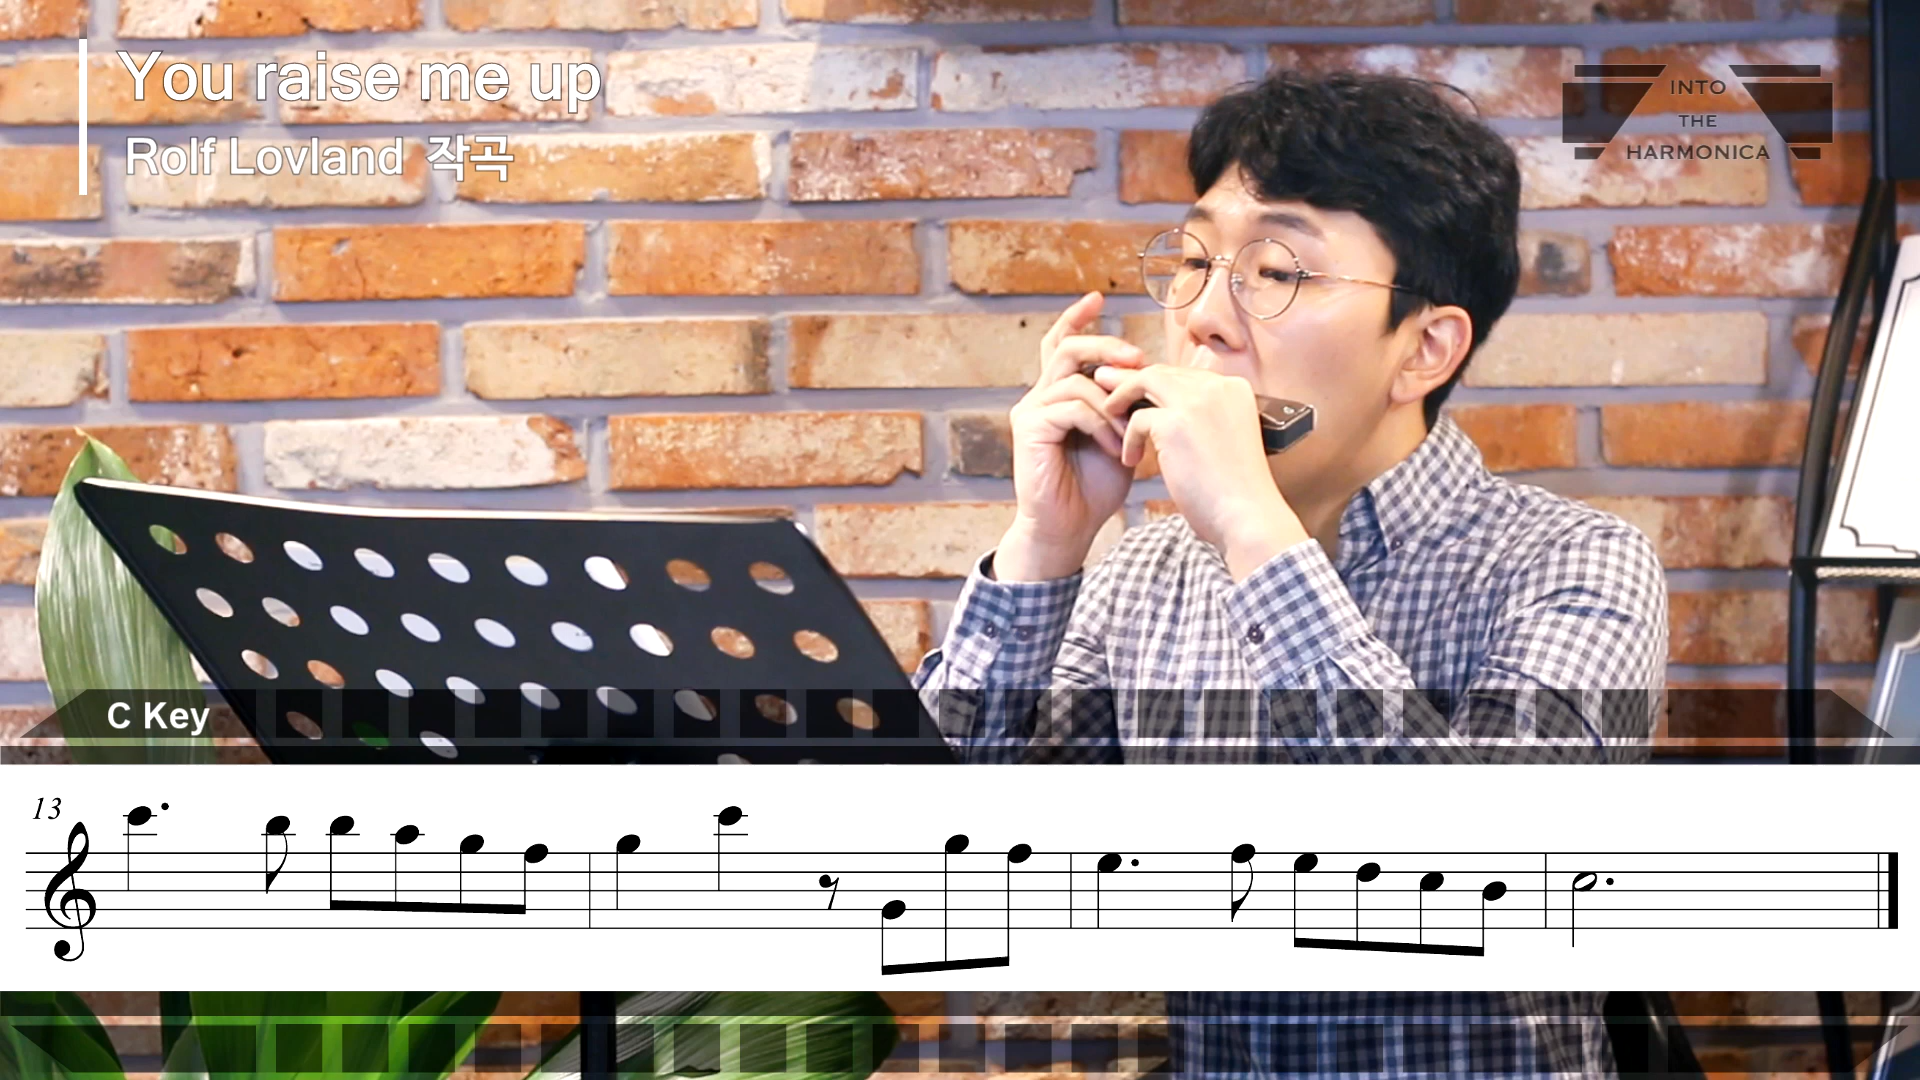 You raise me up
Rolf Lovland 작곡
INTO
THE
HARMONICA
C Key
13